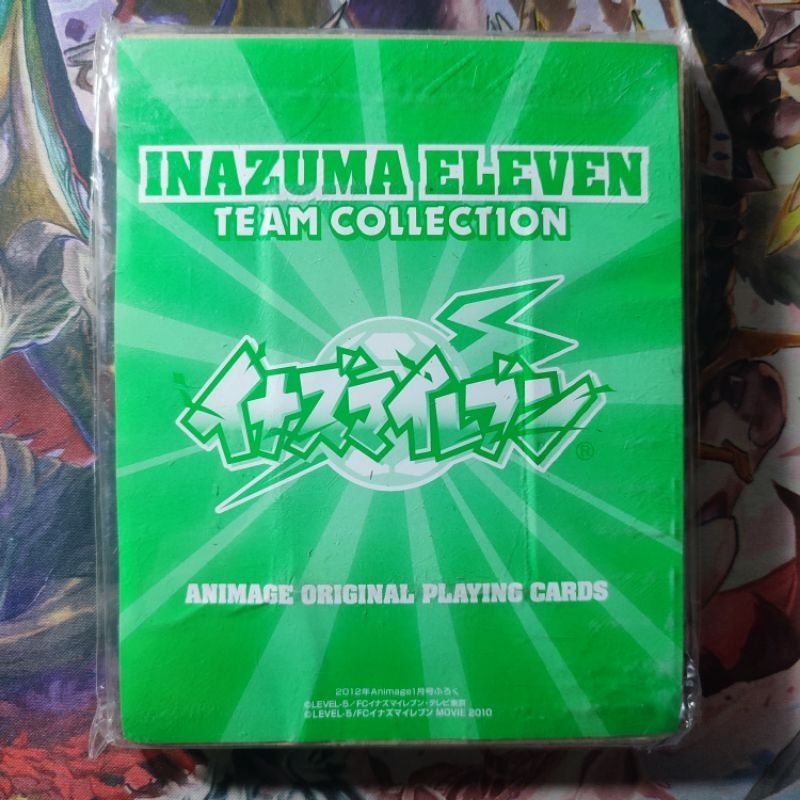 INAZUMA ELEVEN
TEAM COLLECTION
イナズマイレブン
®
ANIMAGE ORIGINAL PLAYING CARDS
2012年Animage1月号ふろく
©LEVEL-5/FCイナズマイレブン・テレビ東京
©LEVEL-5/FCイナズマイレブン MOVIE 2010